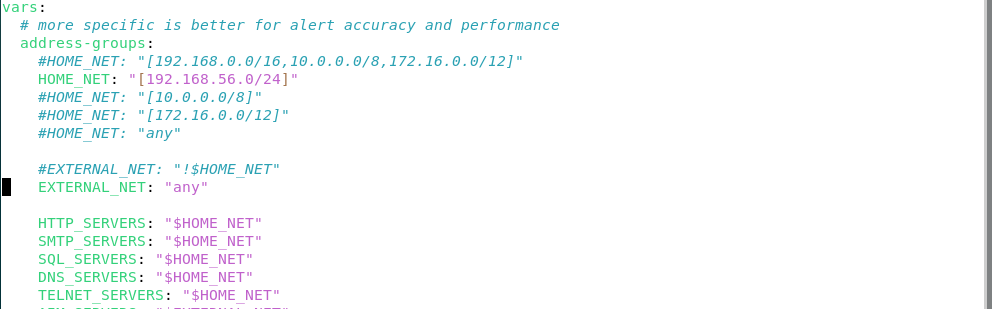 vars:
# more specific is better for alert accuracy and performance
address-groups:
#HOME_NET: "[192.168.0.0/16,10.0.0.0/8,172.16.0.0/12]"
HOME_NET: "[192.168.56.0/24]"
#HOME_NET: "[10.0.0.0/8]"
#HOME_NET: "[172.16.0.0/12]"
#HOME_NET: "any"
#EXTERNAL_NET: "!$HOME_NET"
EXTERNAL_NET: "any"
HTTP_SERVERS: "$HOME_NET"
SMTP_SERVERS: "$HOME_NET"
SQL_SERVERS: "$HOME_NET"
DNS_SERVERS: "$HOME_NET"
TELNET_SERVERS: "$HOME_NET"